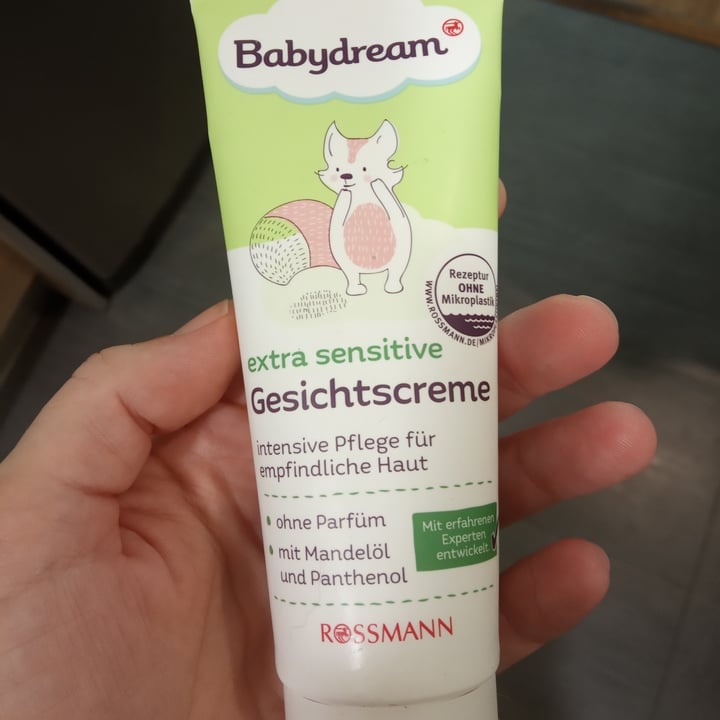 Babydream
Rezeptur
OHNE
Mikroplastik
WWW.ROSSMANN.DE/MIKRO
extra sensitive
Gesichtscreme
intensive Pflege für
empfindliche Haut
• ohne Parfüm
• mit Mandelöl
und Panthenol
Mit erfahrenen
Experten
entwickelt
ROSSMANN